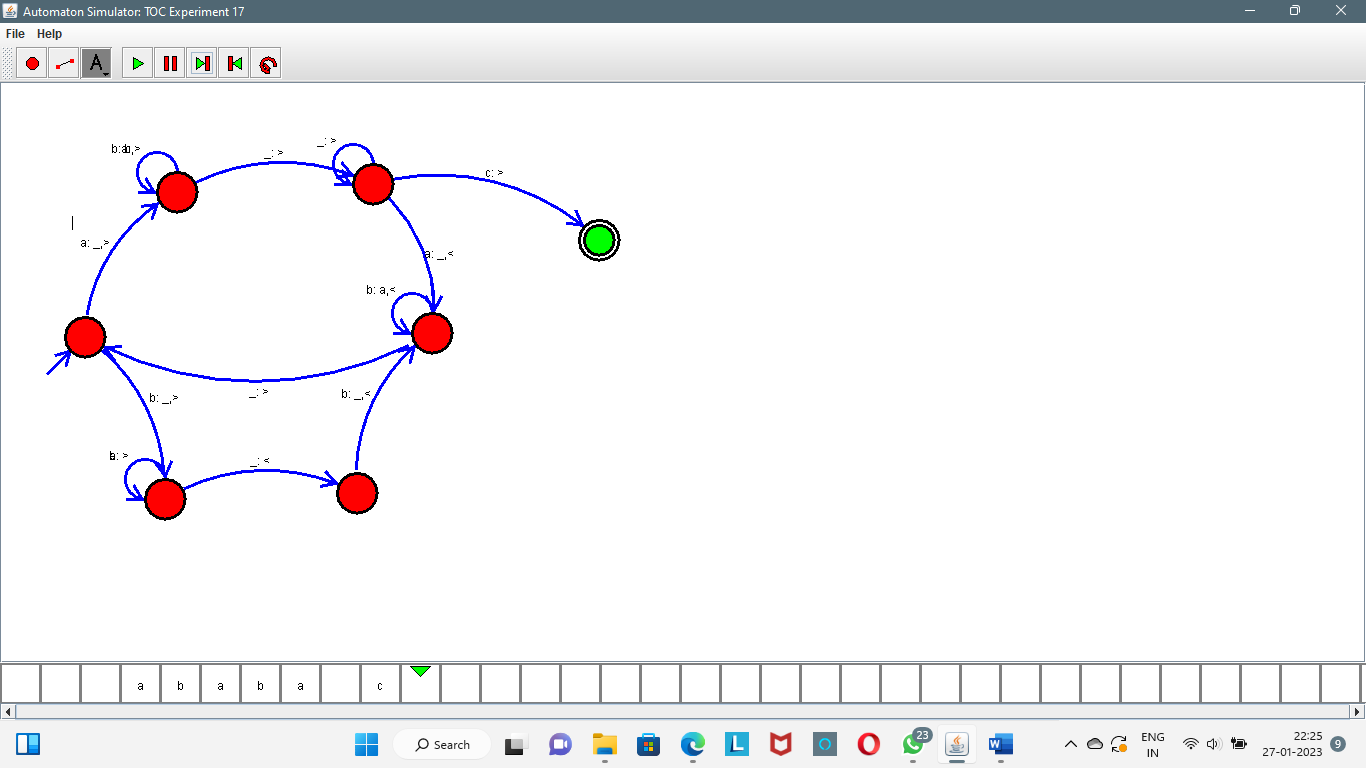 Automaton Simulator: TOC Experiment 17
File Help
A
_: >
_: >
c: >
a: _,>
a: _,<
b: a,<
b: _,>
_: >
b: _,<
_: <
a b a b a c
Search
23
ENG
IN
22:25
27-01-2023
9